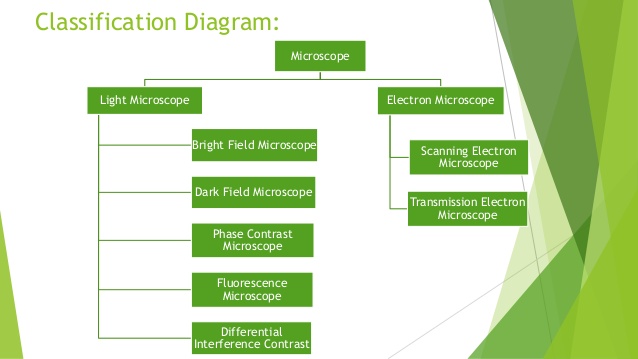 Classification Diagram:
Microscope
Light Microscope
Bright Field Microscope
Dark Field Microscope
Phase Contrast
Microscope
Fluorescence
Microscope
Differential
Interference Contrast
Electron Microscope
Scanning Electron
Microscope
Transmission Electron
Microscope